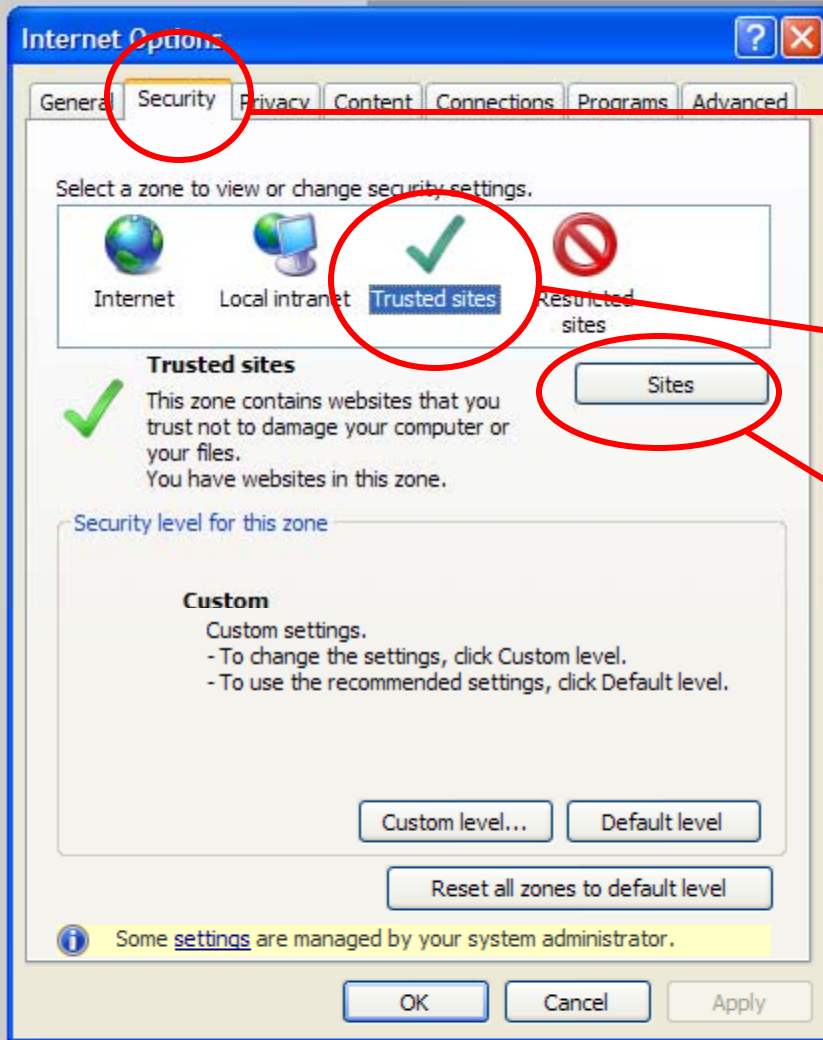 Internet Options
General Security Privacy Content Connections Programs Advanced
Select a zone to view or change security settings.
Internet Local intranet Trusted sites Restricted
sites
Trusted sites
Sites
This zone contains websites that you
trust not to damage your computer or
your files.
You have websites in this zone.
Security level for this zone
Custom
Custom settings.
- To change the settings, click Custom level.
- To use the recommended settings, click Default level.
Custom level... Default level
Reset all zones to default level
Some settings are managed by your system administrator.
OK Cancel Apply